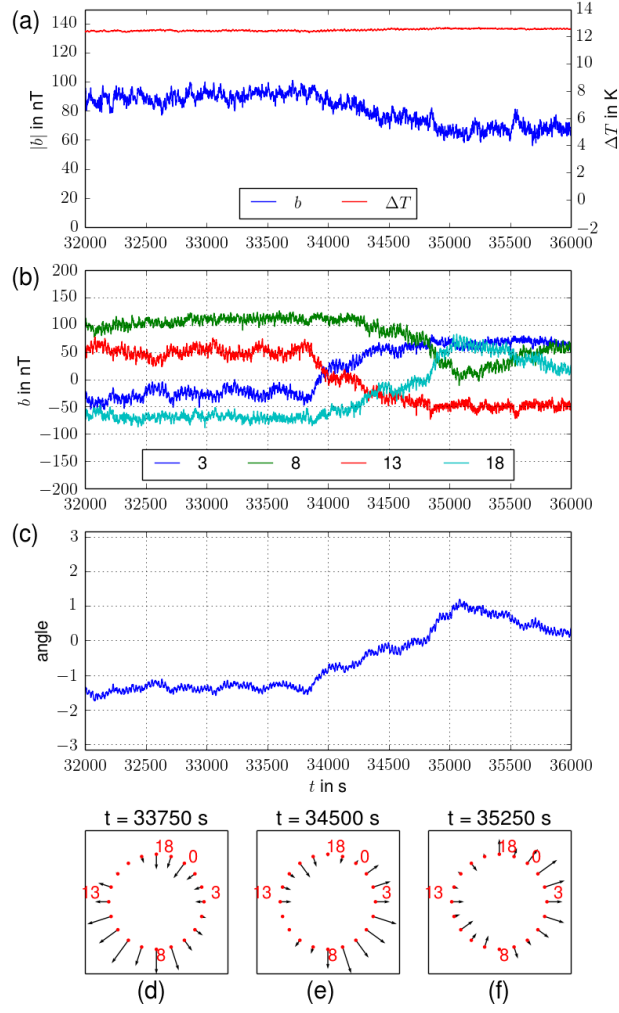 (a)
140
120
100
80
60
40
20
0
|b| in nT
14
12
10
8
6
4
2
0
−2
ΔT in K
b ΔT
32000 32500 33000 33500 34000 34500 35000 35500 36000
(b)
200
150
100
50
0
−50
−100
−150
−200
b in nT
3 8 13 18
32000 32500 33000 33500 34000 34500 35000 35500 36000
(c)
3
2
1
0
−1
−2
−3
angle
32000 32500 33000 33500 34000 34500 35000 35500 36000
t in s
t = 33750 s t = 34500 s t = 35250 s
18 18 18
0 0 0
13 3 13 3 13 3
8 8 8
(d) (e) (f)